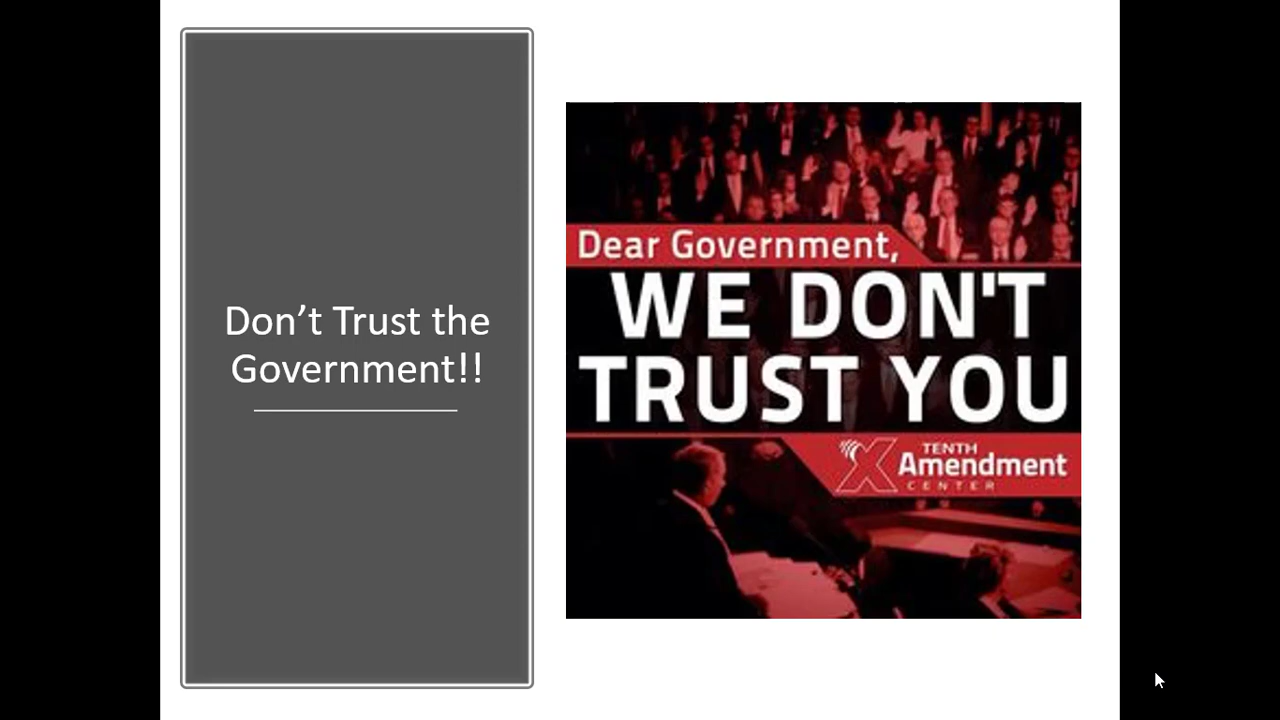 Don’t Trust the
Government!!
Dear Government,
WE DON'T
TRUST YOU
TENTH
Amendment
CENTER